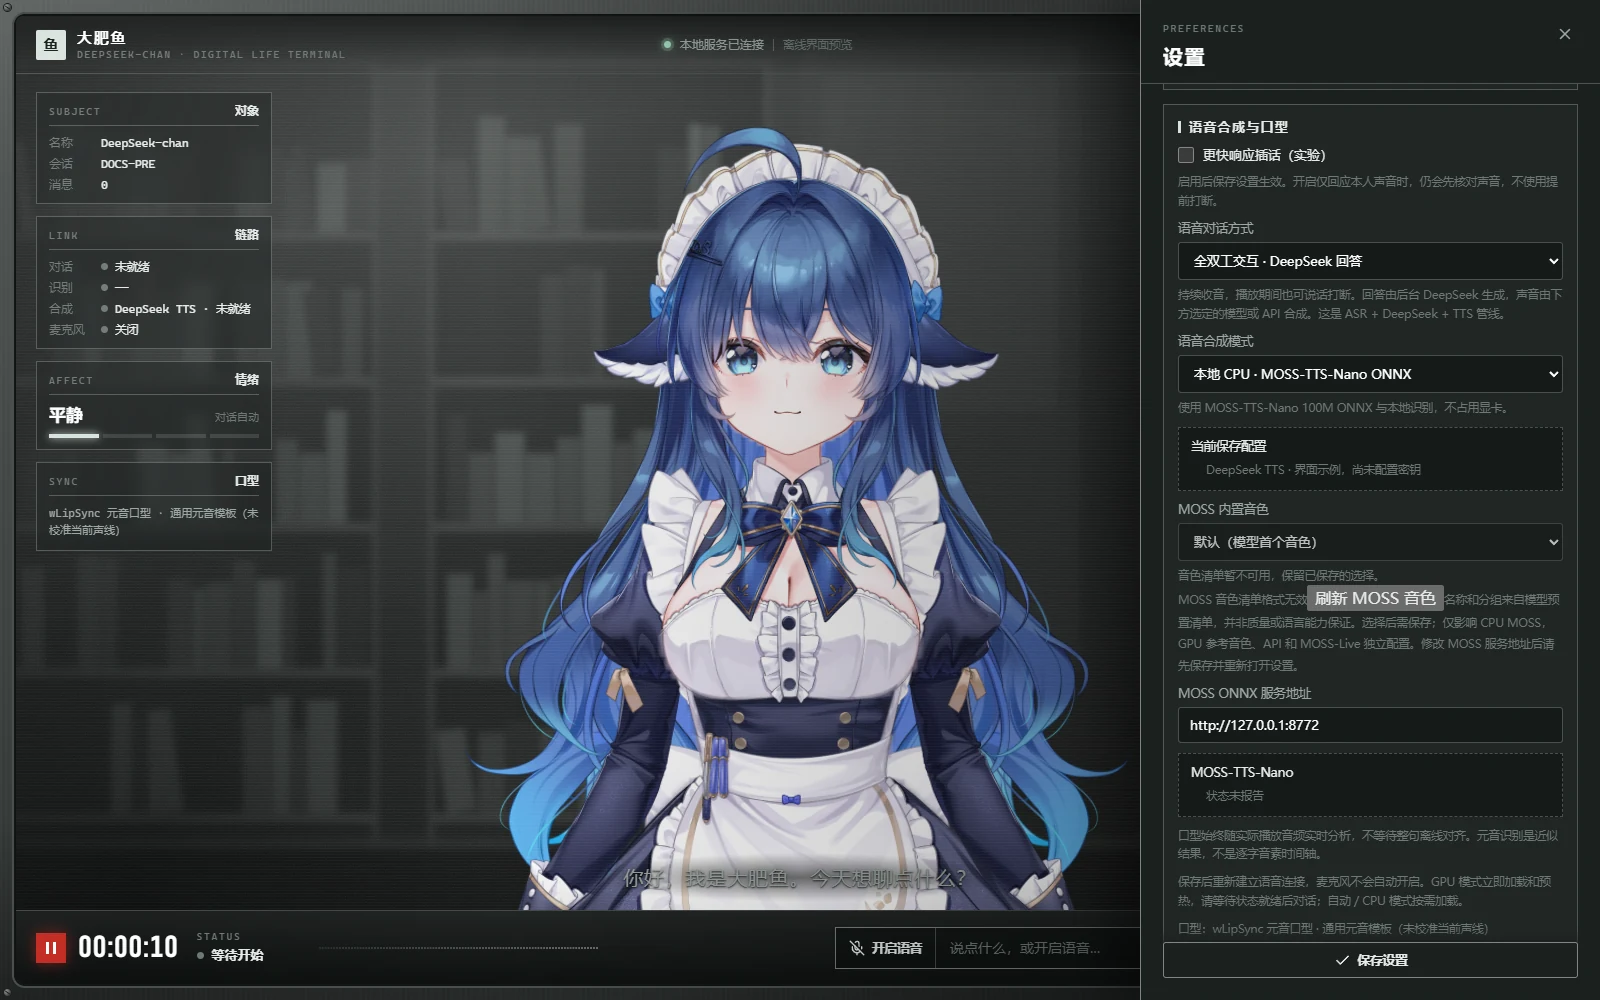 鱼
大肥鱼
DEEPSEEK-CHAN · DIGITAL LIFE TERMINAL
本地服务已连接 | 离线界面预览
SUBJECT 对象
名称 DeepSeek-chan
会话 DOCS-PRE
消息 0
LINK 链路
对话 未就绪
识别 —
合成 DeepSeek TTS · 未就绪
麦克风 关闭
AFFECT 情绪
平静 对话自动
SYNC 口型
wLipSync 元音口型 · 通用元音模板（未
校准当前声线）
你好，我是大肥鱼。今天想聊点什么？
00:00:10
STATUS
等待开始
开启语音
说点什么，或开启语音...
PREFERENCES
设置
语音合成与口型
更快响应插话（实验）
启用后保存设置生效。开启仅回应本人声音时，仍会先核对声音，不使用提
前打断。
语音对话方式
全双工交互 · DeepSeek 回答
持续收音，播放期间也可说话打断。回答由后台 DeepSeek 生成，声音由下
方选定的模型或 API 合成。这是 ASR + DeepSeek + TTS 管线。
语音合成模式
本地 CPU · MOSS-TTS-Nano ONNX
使用 MOSS-TTS-Nano 100M ONNX 与本地识别，不占用显卡。
当前保存配置
DeepSeek TTS · 界面示例，尚未配置密钥
MOSS 内置音色
默认（模型首个音色）
音色清单暂不可用，保留已保存的选择。
MOSS 音色清单格式无效 刷新 MOSS 音色 名称和分组来自模型预
置清单，并非质量或语言能力保证。选择后需保存；仅影响 CPU MOSS，
GPU 参考音色、API 和 MOSS-Live 独立配置。修改 MOSS 服务地址后请
先保存并重新打开设置。
MOSS ONNX 服务地址
http://127.0.0.1:8772
MOSS-TTS-Nano
状态未报告
口型始终随实际播放音频实时分析，不等待整句离线对齐。元音识别是近似
结果，不是逐字音素时间轴。
保存后重新建立语音连接，麦克风不会自动开启。GPU 模式立即加载和预
热，请等待状态就绪后对话；自动 / CPU 模式按需加载。
口型：wLipSync 元音口型 · 通用元音模板（未校准当前声线）
保存设置